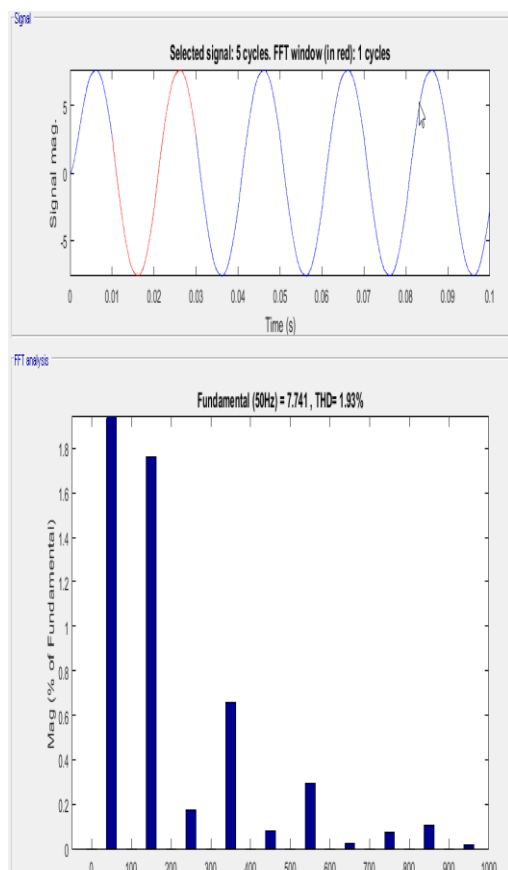 Signal
Selected signal: 5 cycles. FFT window (in red): 1 cycles
5
0
-5
Signal mag.
0 0.01 0.02 0.03 0.04 0.05 0.06 0.07 0.08 0.09 0.1
Time (s)
FFT analysis
Fundamental (50Hz) = 7.741 , THD= 1.93%
1.8
1.6
1.4
1.2
1
0.8
0.6
0.4
0.2
0
Mag (% of Fundamental)
0 100 200 300 400 500 600 700 800 900 1000